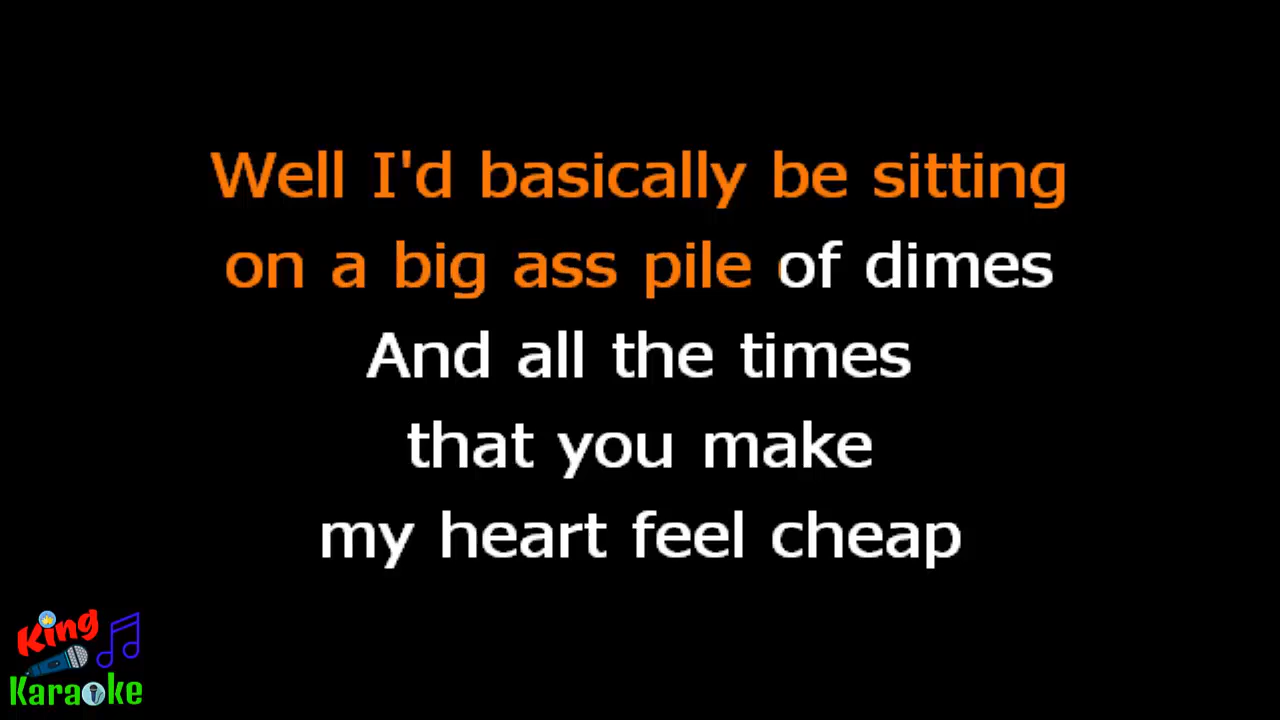 Well I'd basically be sitting
on a big ass pile of dimes
And all the times
that you make
my heart feel cheap
King
Karaoke